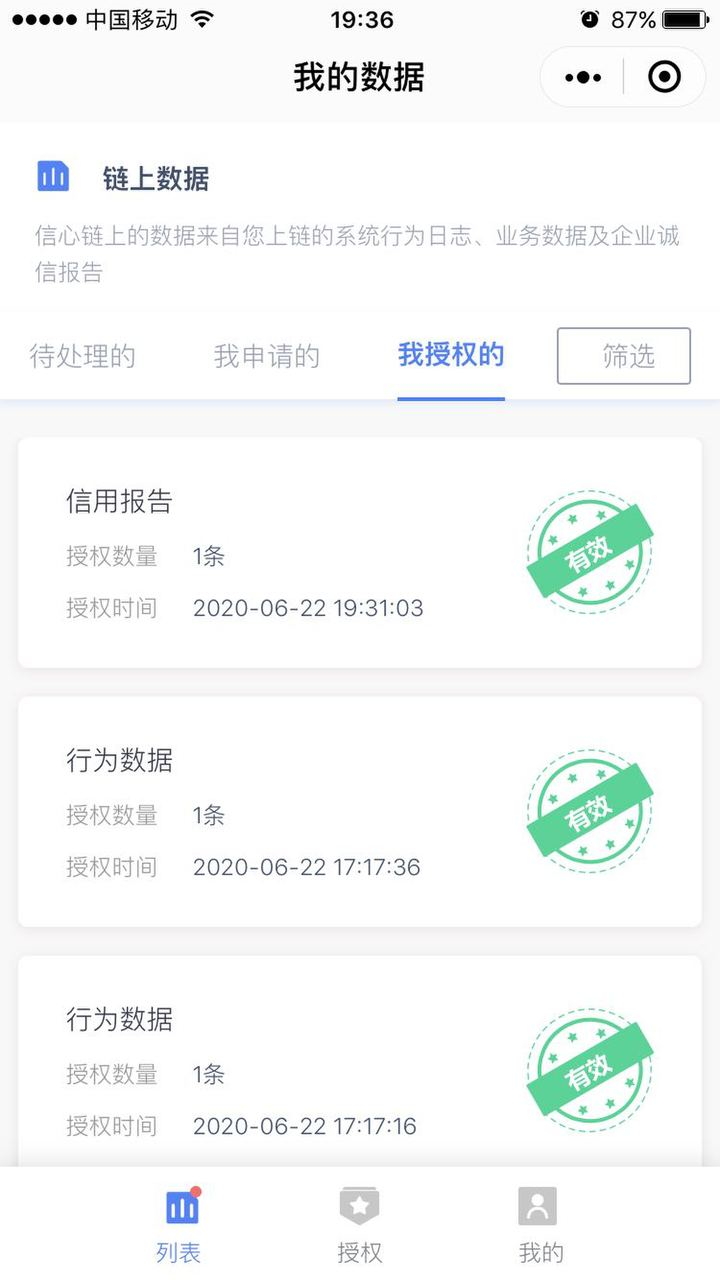 中国移动 19:36 87%
我的数据
链上数据
信心链上的数据来自您上链的系统行为日志、业务数据及企业诚
信报告
待处理的 我申请的 我授权的 筛选
信用报告
授权数量 1条
授权时间 2020-06-22 19:31:03
有效
行为数据
授权数量 1条
授权时间 2020-06-22 17:17:36
有效
行为数据
授权数量 1条
授权时间 2020-06-22 17:17:16
有效
列表 授权 我的